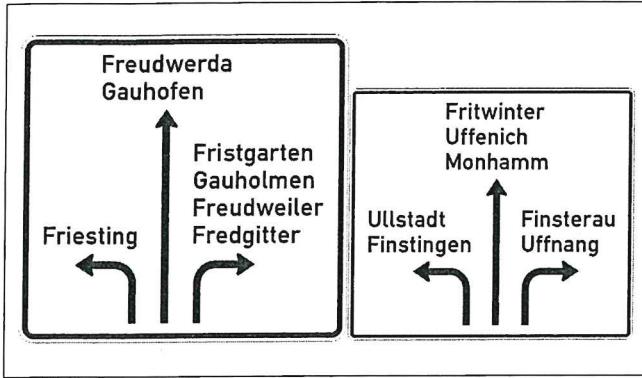 Freudwerda
Gauhofen
Fristgarten
Gauholmen
Freudweiler
Fredgitter
Friesting
Fritwinter
Uffenich
Monhamm
Ullstadt
Finstingen
Finsterau
Uffnang